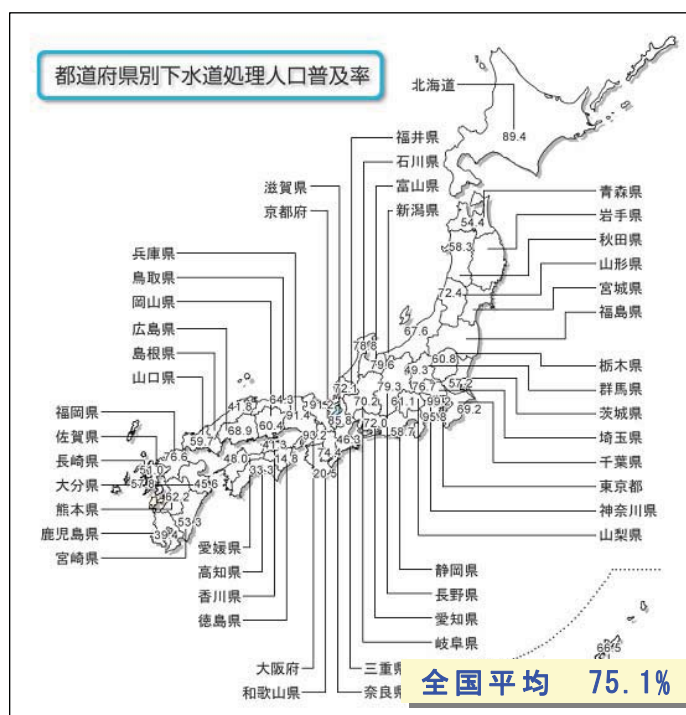 都道府県別下水道処理人口普及率
北海道
89.4
福井県
石川県
富山県
新潟県
滋賀県
京都府
兵庫県
鳥取県
岡山県
広島県
島根県
山口県
福岡県
佐賀県
長崎県
大分県
熊本県
鹿児島県
宮崎県
青森県
岩手県
秋田県
山形県
宮城県
福島県
栃木県
群馬県
茨城県
埼玉県
千葉県
東京都
神奈川県
山梨県
静岡県
長野県
愛知県
岐阜県
三重県
奈良県
愛媛県
高知県
香川県
徳島県
大阪府
和歌山県
54.4
58.3
72.4
67.6
78.8
79.6
60.8
49.3
57.2
72.1
79.3
76.7
70.2
61.1
69.2
95.8
72.0
58.7
85.8
46.3
64.3
91.4
41.8
60.4
68.9
59.7
93.2
74.4
20.5
41.3
14.8
48.0
33.3
76.6
51.0
57.8
45.6
62.2
53.3
39.4
66.5
全国平均 75.1%